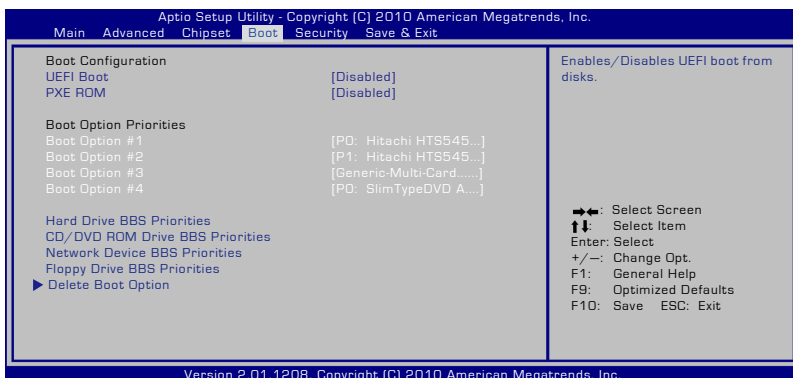 Aptio Setup Utility - Copyright (C) 2010 American Megatrends, Inc.
Main Advanced Chipset Boot Security Save & Exit
Boot Configuration
UEFI Boot [Disabled]
PXE ROM [Disabled]
Boot Option Priorities
Boot Option #1 [P0: Hitachi HTS545...]
Boot Option #2 [P1: Hitachi HTS545...]
Boot Option #3 [Generic-Multi-Card......]
Boot Option #4 [P0: SlimTypeDVD A....]
Hard Drive BBS Priorities
CD/DVD ROM Drive BBS Priorities
Network Device BBS Priorities
Floppy Drive BBS Priorities
Delete Boot Option
Enables/Disables UEFI boot from
disks.
➡⬅: Select Screen
⬆⬇: Select Item
Enter: Select
+/—: Change Opt.
F1: General Help
F9: Optimized Defaults
F10: Save ESC: Exit
Version 2.01.1208. Copyright (C) 2010 American Megatrends, Inc.